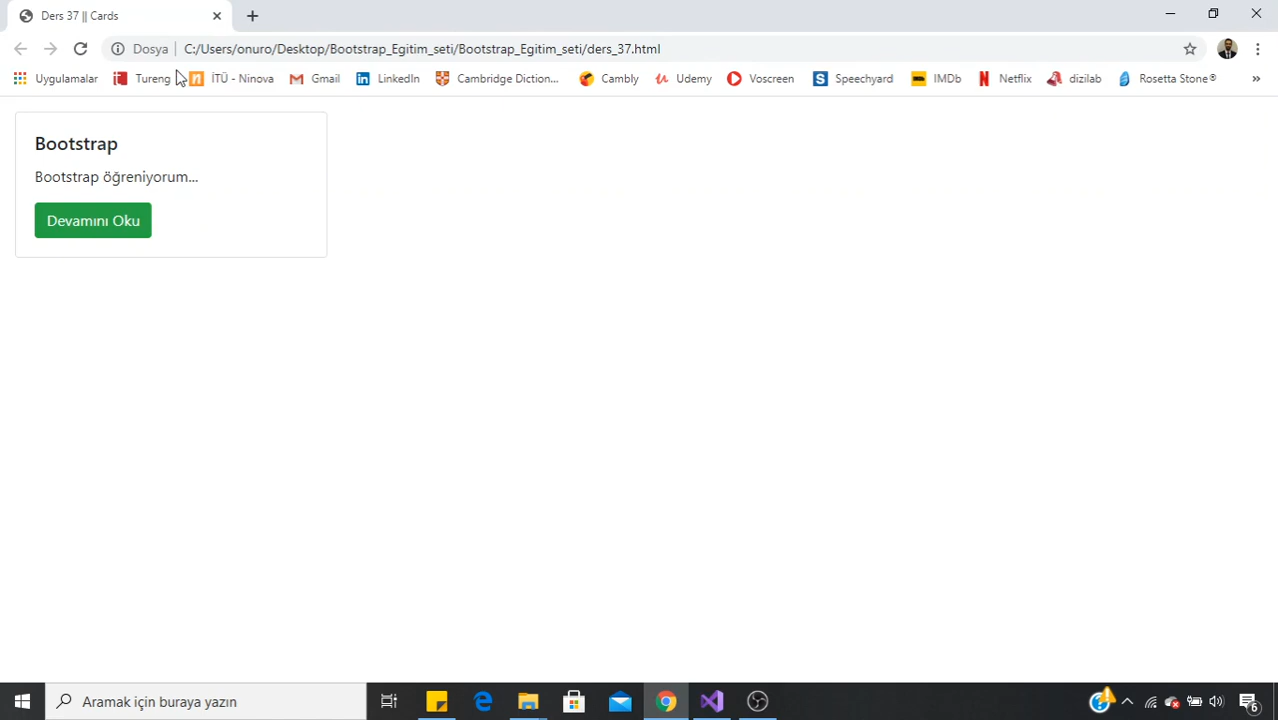 Ders 37 || Cards
Dosya C:/Users/onuro/Desktop/Bootstrap_Egitim_seti/Bootstrap_Egitim_seti/ders_37.html
Uygulamalar Tureng İTÜ - Ninova Gmail LinkedIn Cambridge Diction... Cambly Udemy Voscreen Speechyard IMDb Netflix dizilab Rosetta Stone® »
Bootstrap
Bootstrap öğreniyorum...
Devamını Oku
Aramak için buraya yazın
6